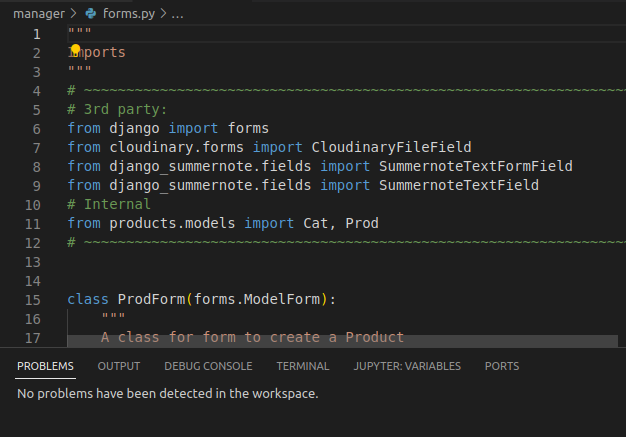 manager > forms.py > ...
1 """
2 Imports
3 """
4 # ~~~~~~~~~~~~~~~~~~~~~~~~~~~~~~~~~~~~~~~~~~~~~~~~~~~~~~~~~~~~~~~~~~
5 # 3rd party:
6 from django import forms
7 from cloudinary.forms import CloudinaryFileField
8 from django_summernote.fields import SummernoteTextFormField
9 from django_summernote.fields import SummernoteTextField
10 # Internal
11 from products.models import Cat, Prod
12 # ~~~~~~~~~~~~~~~~~~~~~~~~~~~~~~~~~~~~~~~~~~~~~~~~~~~~~~~~~~~~~~~~~~
13
14
15 class ProdForm(forms.ModelForm):
16 """
17 A class for form to create a Product
PROBLEMS OUTPUT DEBUG CONSOLE TERMINAL JUPYTER: VARIABLES PORTS
No problems have been detected in the workspace.